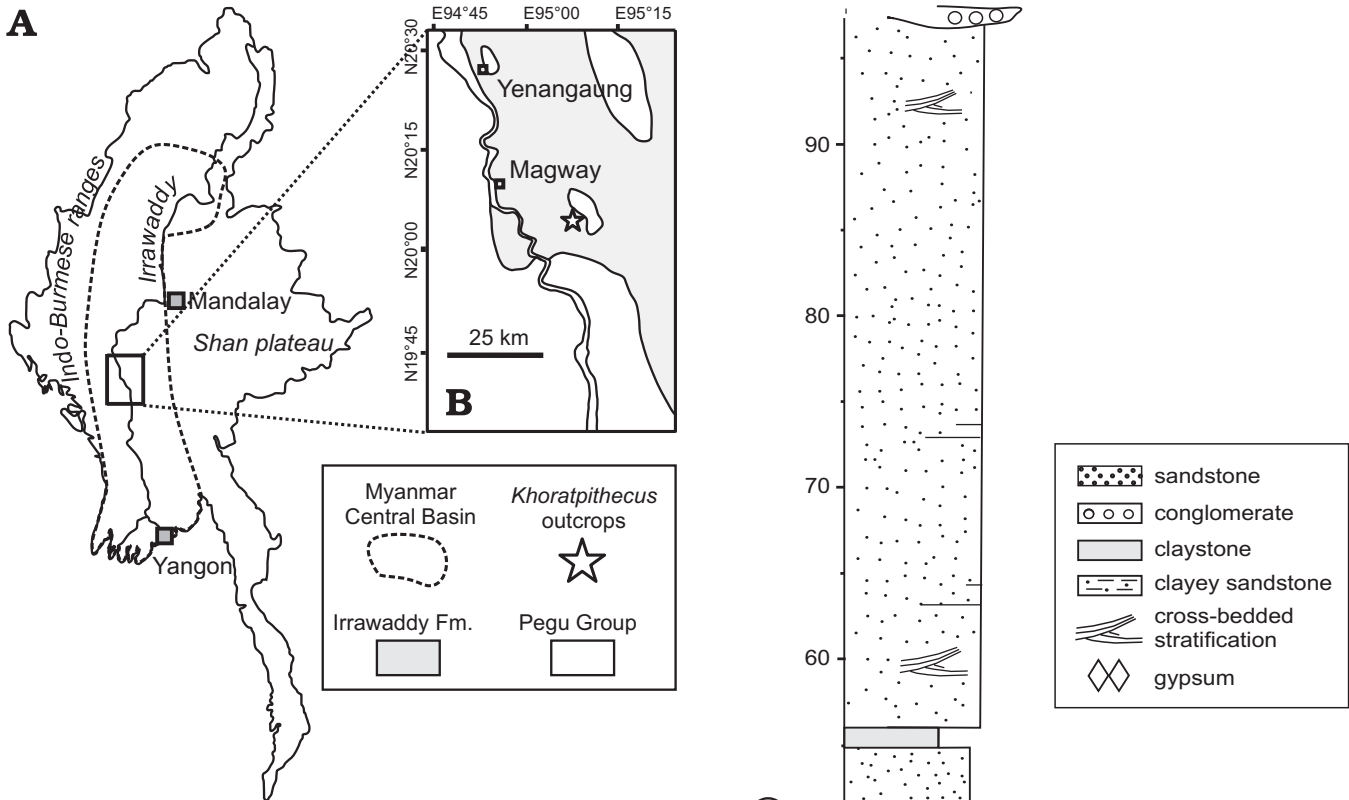 A
Indo-Burmese ranges
Irrawaddy
Mandalay
Shan plateau
Yangon
E94°45
E95°00
E95°15
N20°30
N20°15
N20°00
N19°45
Yenangaung
Magway
25 km
B
Myanmar
Central Basin
Khoratpithecus
outcrops
Irrawaddy Fm.
Pegu Group
90
80
70
60
sandstone
conglomerate
claystone
clayey sandstone
cross-bedded
stratification
gypsum